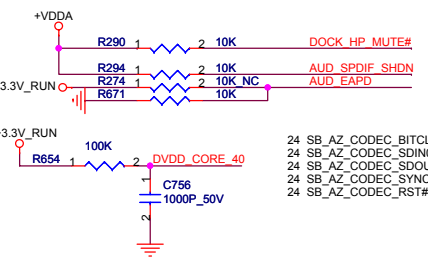 +VDDA
R290 1 2 10K DOCK_HP_MUTE#
R294 1 2 10K AUD_SPDIF_SHDN
3.3V_RUN R274 1 2 10K_NC AUD_EAPD
R671 10K
+3.3V_RUN
100K
R654 1 2 DVDD_CORE_40
1 C756
1000P_50V
2
24 SB_AZ_CODEC_BITCL
24 SB_AZ_CODEC_SDIN
24 SB_AZ_CODEC_SDOU
24 SB_AZ_CODEC_SYNC
24 SB_AZ_CODEC_RST#